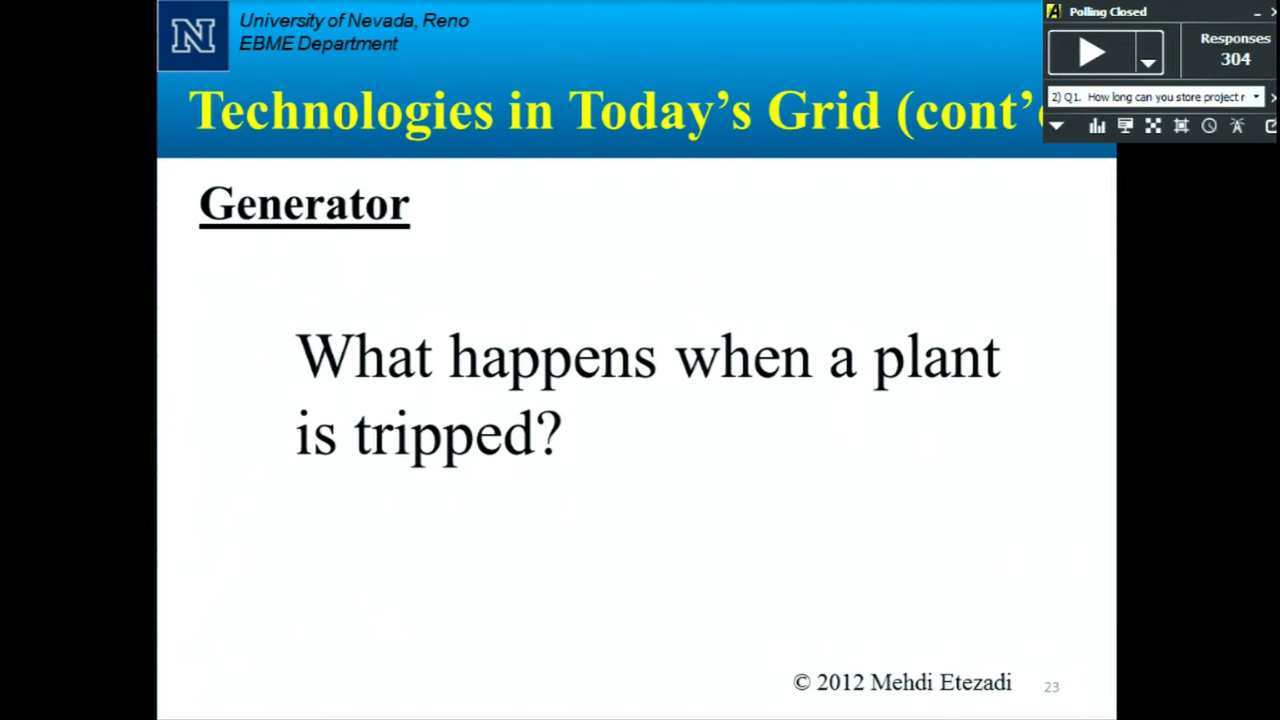 University of Nevada, Reno
EBME Department
Technologies in Today's Grid (cont'
Generator
What happens when a plant
is tripped?
© 2012 Mehdi Etezadi
23
Polling Closed
Responses
304
2) Q1. How long can you store project r